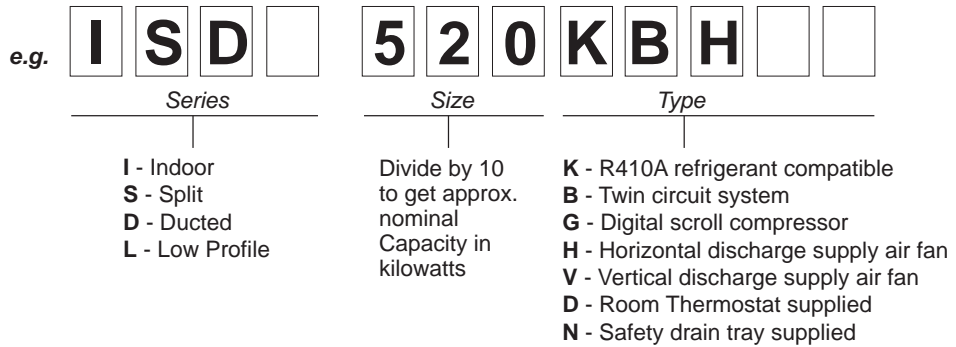 e.g. I S D 5 2 0 K B H
Series Size Type
I - Indoor
S - Split
D - Ducted
L - Low Profile
Divide by 10
to get approx.
nominal
Capacity in
kilowatts
K - R410A refrigerant compatible
B - Twin circuit system
G - Digital scroll compressor
H - Horizontal discharge supply air fan
V - Vertical discharge supply air fan
D - Room Thermostat supplied
N - Safety drain tray supplied